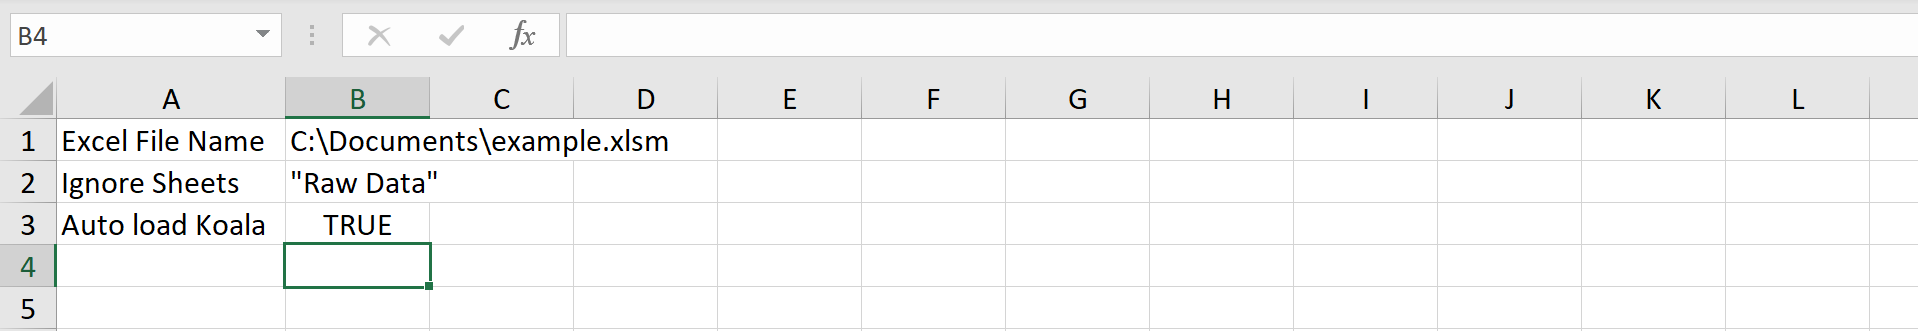 B4 fx
A B C D E F G H I J K L
1 Excel File Name C:\Documents\example.xlsm
2 Ignore Sheets "Raw Data"
3 Auto load Koala TRUE
4
5